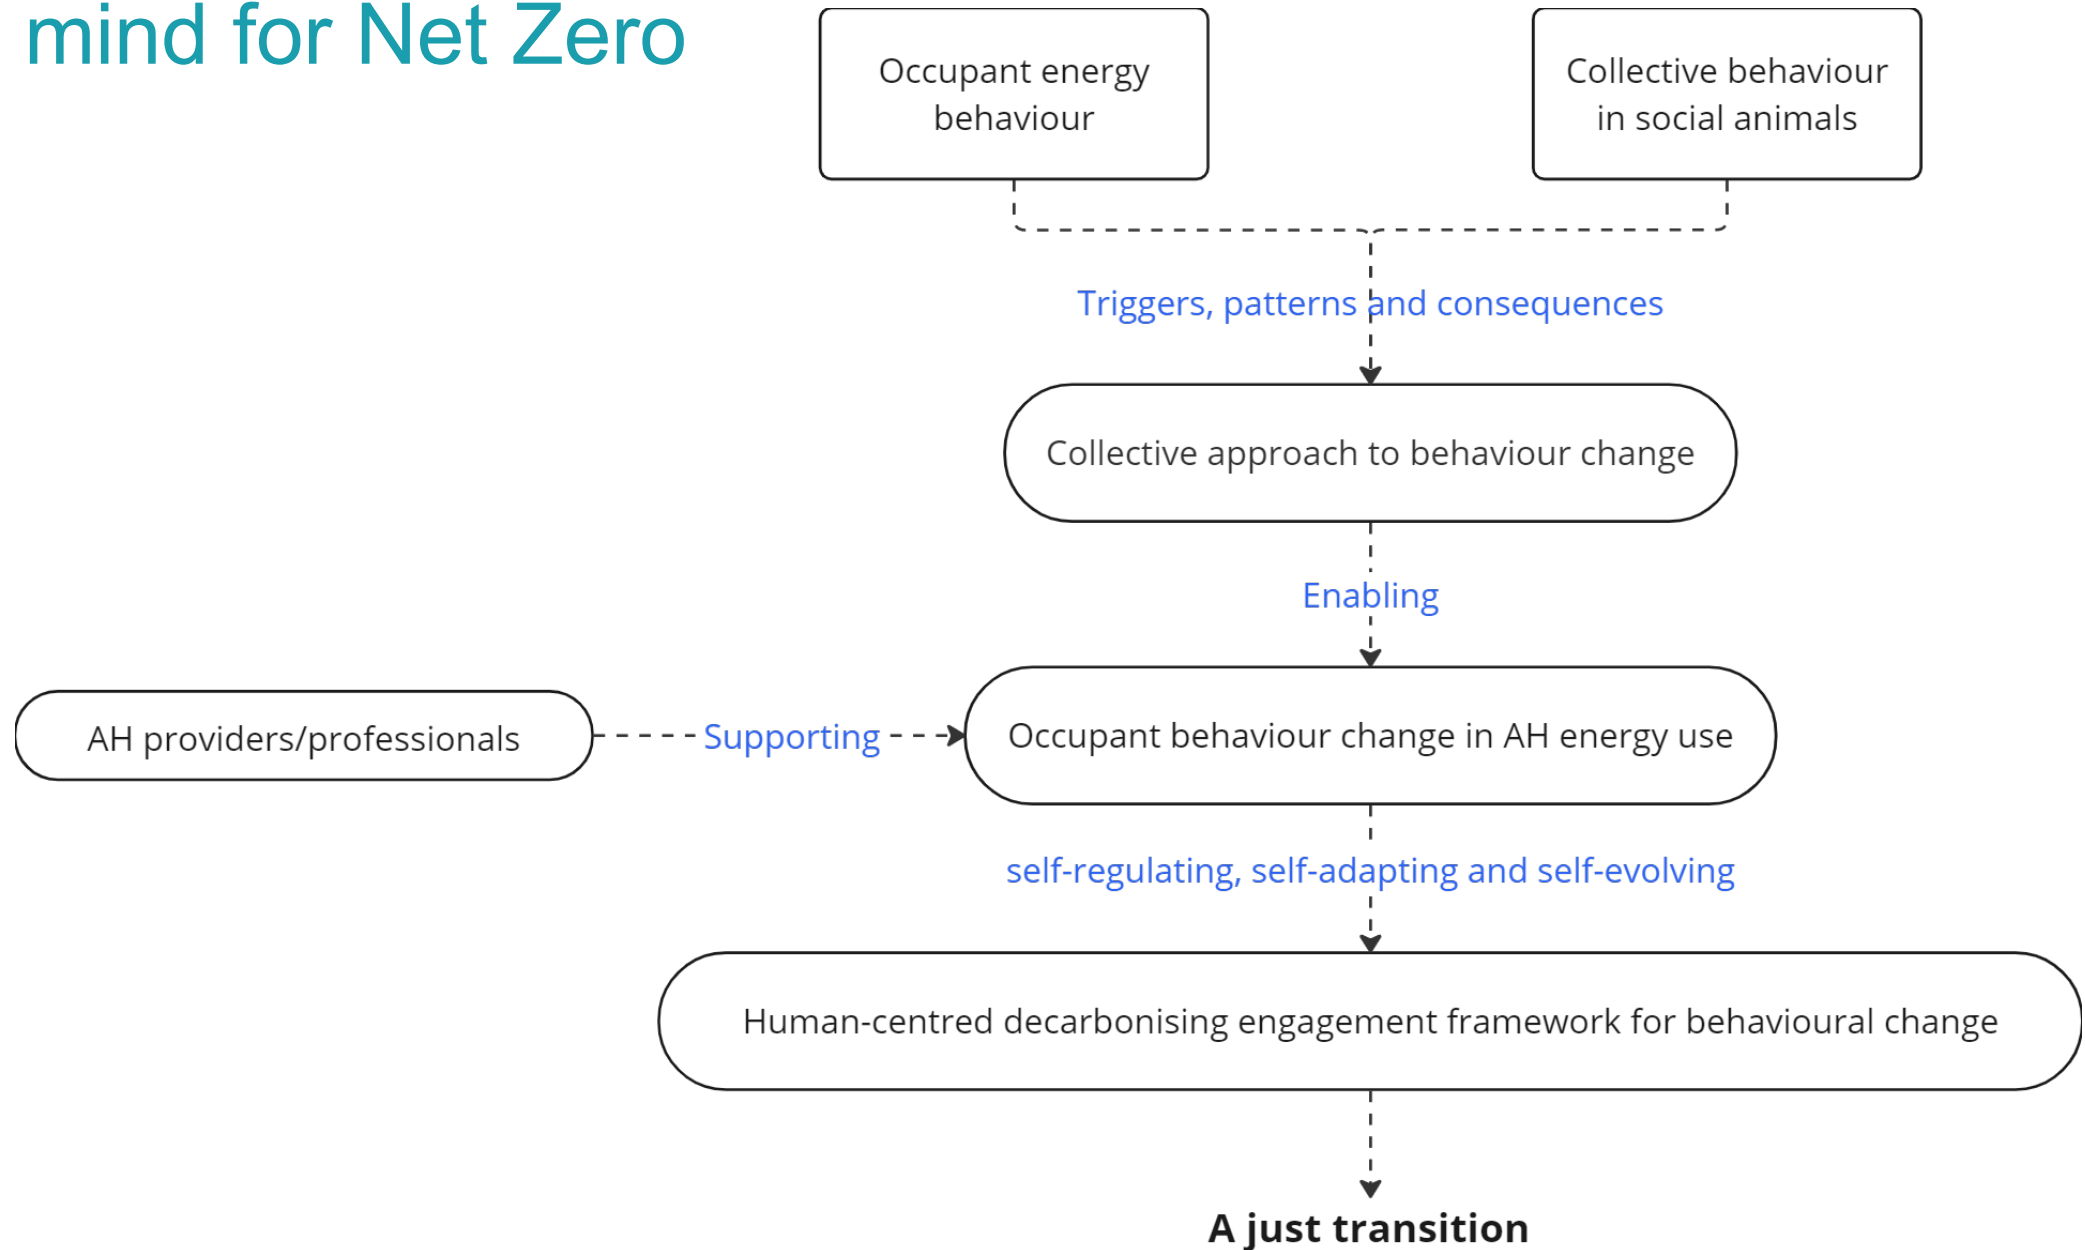 mind for Net Zero
Occupant energy
behaviour
Collective behaviour
in social animals
Triggers, patterns and consequences
Collective approach to behaviour change
Enabling
AH providers/professionals
Supporting
Occupant behaviour change in AH energy use
self-regulating, self-adapting and self-evolving
Human-centred decarbonising engagement framework for behavioural change
A just transition